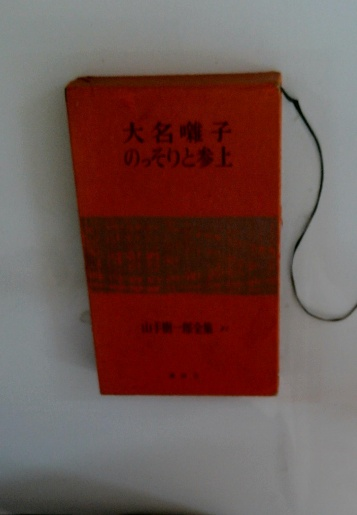 大名囃子
のっそりと参上
山手樹一郎全集